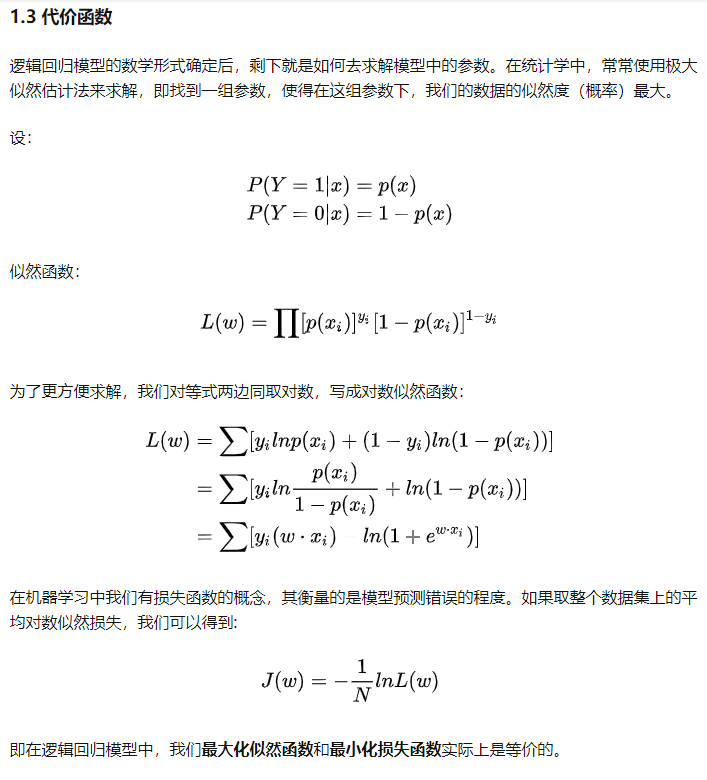 1.3 代价函数
逻辑回归模型的数学形式确定后，剩下就是如何去求解模型中的参数。在统计学中，常常使用极大
似然估计法来求解，即找到一组参数，使得在这组参数下，我们的数据的似然度（概率）最大。
设：
P(Y = 1|x) = p(x)
P(Y = 0|x) = 1 − p(x)
似然函数：
L(w) = ∏[p(x_i)]^{y_i} [1 − p(x_i)]^{1−y_i}
为了更方便求解，我们对等式两边同取对数，写成对数似然函数：
L(w) = ∑[y_i lnp(x_i) + (1 − y_i)ln(1 − p(x_i))]
= ∑[y_i ln \frac{p(x_i)}{1 − p(x_i)} + ln(1 − p(x_i))]
= ∑[y_i(w · x_i) ln(1 + e^{w·x_i})]
在机器学习中我们有损失函数的概念，其衡量的是模型预测错误的程度。如果取整个数据集上的平
均对数似然损失，我们可以得到:
J(w) = − \frac{1}{N} lnL(w)
即在逻辑回归模型中，我们最大化似然函数和最小化损失函数实际上是等价的。